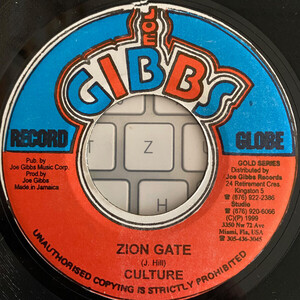 JOE
GIBBS
RECORD GLOBE
Pub. by
Joe Gibbs Music Corp.
Prod by
Joe Gibbs
Made in Jamaica
T Z
H
GOLD SERIES
Distributed by
Joe Gibbs Records
24 Retirement Cres.
Kingston 5
☎ (876) 922-2386
Studio
☎ (876) 920-6066
(C)(P) 1979
3350 Nw 72 Ave
Miami, Fla, USA
☎ 305-436-3045
N
ZION GATE
(J. Hill)
CULTURE
UNAUTHORISED COPYING IS STRICTLY PROHIBITED